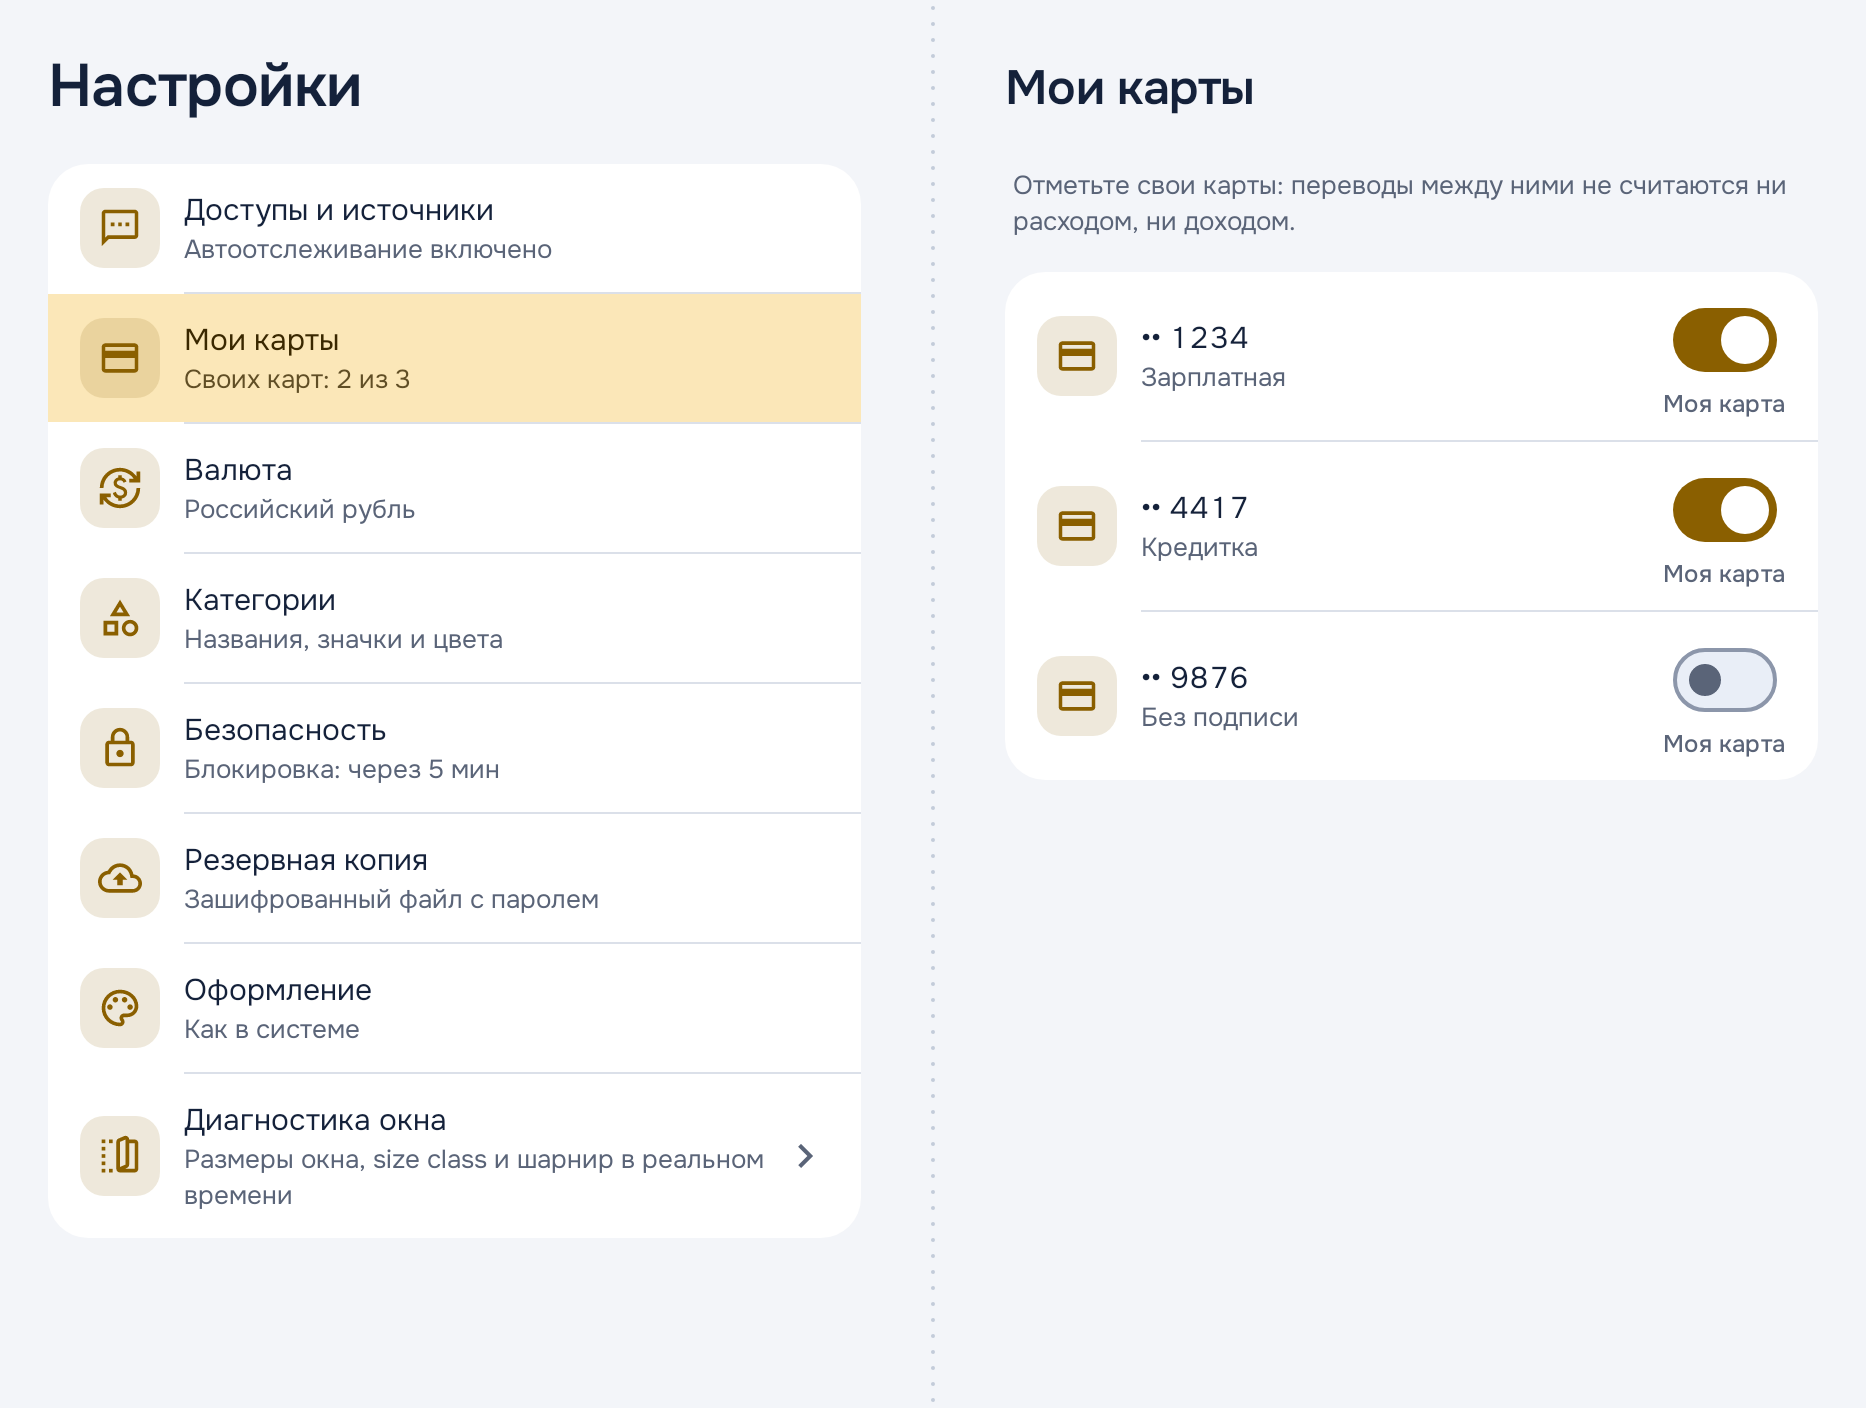 Настройки
Доступы и источники
Автоотслеживание включено
Мои карты
Своих карт: 2 из 3
Валюта
Российский рубль
Категории
Названия, значки и цвета
Безопасность
Блокировка: через 5 мин
Резервная копия
Зашифрованный файл с паролем
Оформление
Как в системе
Диагностика окна
Размеры окна, size class и шарнир в реальном
времени
Мои карты
Отметьте свои карты: переводы между ними не считаются ни
расходом, ни доходом.
•• 1234
Зарплатная
Моя карта
•• 4417
Кредитка
Моя карта
•• 9876
Без подписи
Моя карта